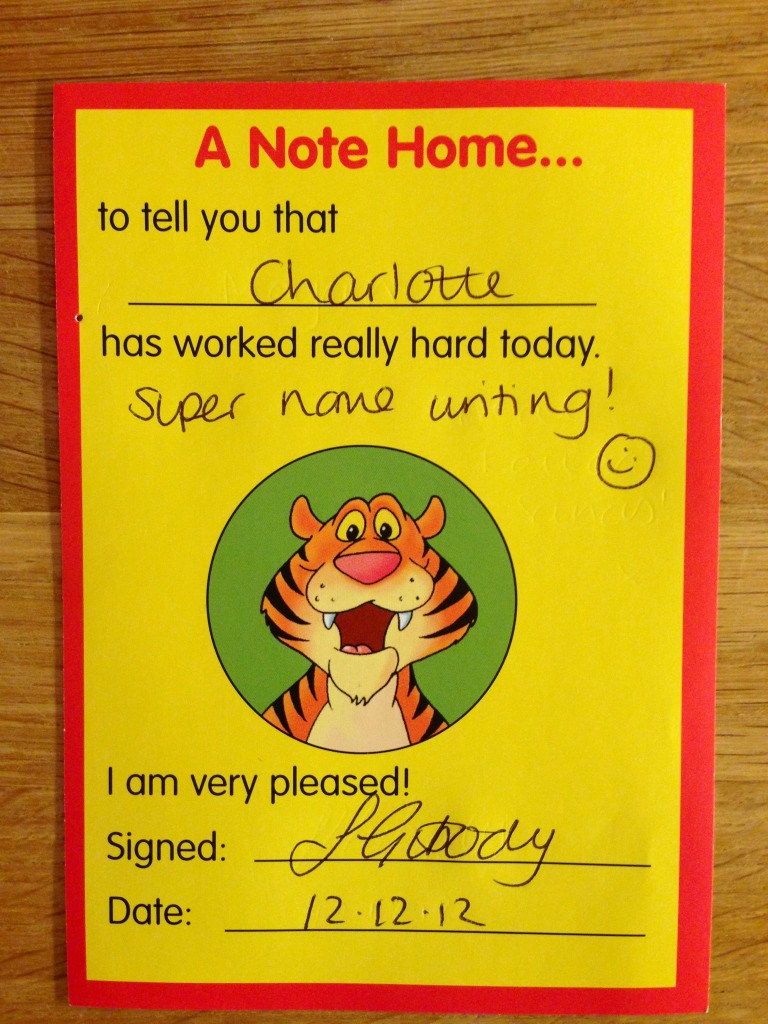 A Note Home...
to tell you that
Charlotte
has worked really hard today.
super name writing!
I am very pleased!
Signed:
Date: 12.12.12